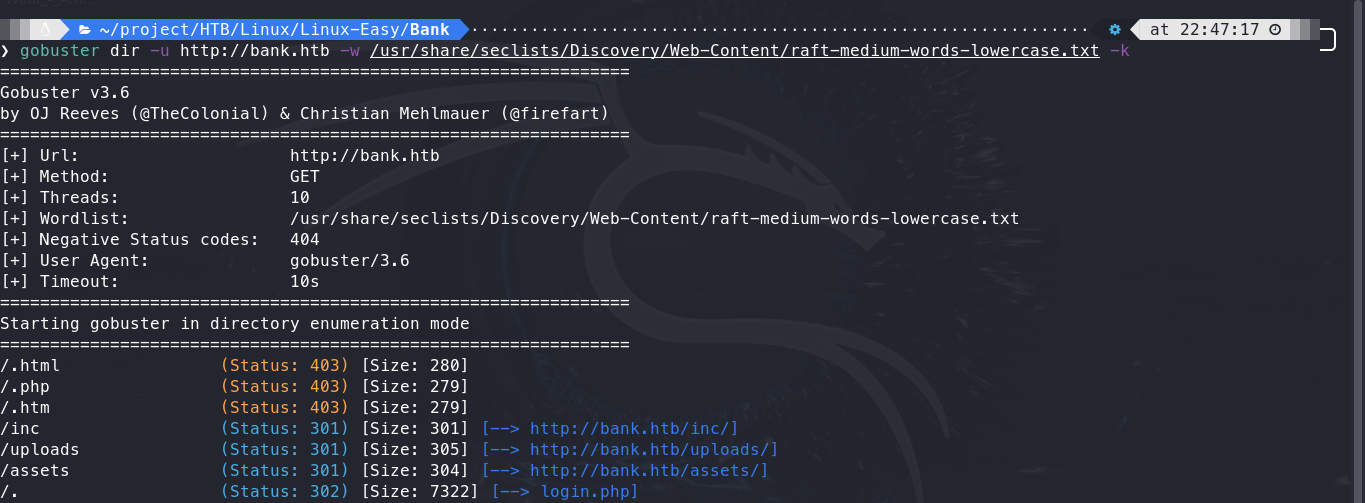 ~/project/HTB/Linux/Linux-Easy/Bank at 22:47:17
❯ gobuster dir -u http://bank.htb -w /usr/share/seclists/Discovery/Web-Content/raft-medium-words-lowercase.txt -k
===============================================================
Gobuster v3.6
by OJ Reeves (@TheColonial) & Christian Mehlmauer (@firefart)
===============================================================
[+] Url: http://bank.htb
[+] Method: GET
[+] Threads: 10
[+] Wordlist: /usr/share/seclists/Discovery/Web-Content/raft-medium-words-lowercase.txt
[+] Negative Status codes: 404
[+] User Agent: gobuster/3.6
[+] Timeout: 10s
===============================================================
Starting gobuster in directory enumeration mode
===============================================================
/.html (Status: 403) [Size: 280]
/.php (Status: 403) [Size: 279]
/.htm (Status: 403) [Size: 279]
/inc (Status: 301) [Size: 301] [--> http://bank.htb/inc/]
/uploads (Status: 301) [Size: 305] [--> http://bank.htb/uploads/]
/assets (Status: 301) [Size: 304] [--> http://bank.htb/assets/]
/. (Status: 302) [Size: 7322] [--> login.php]